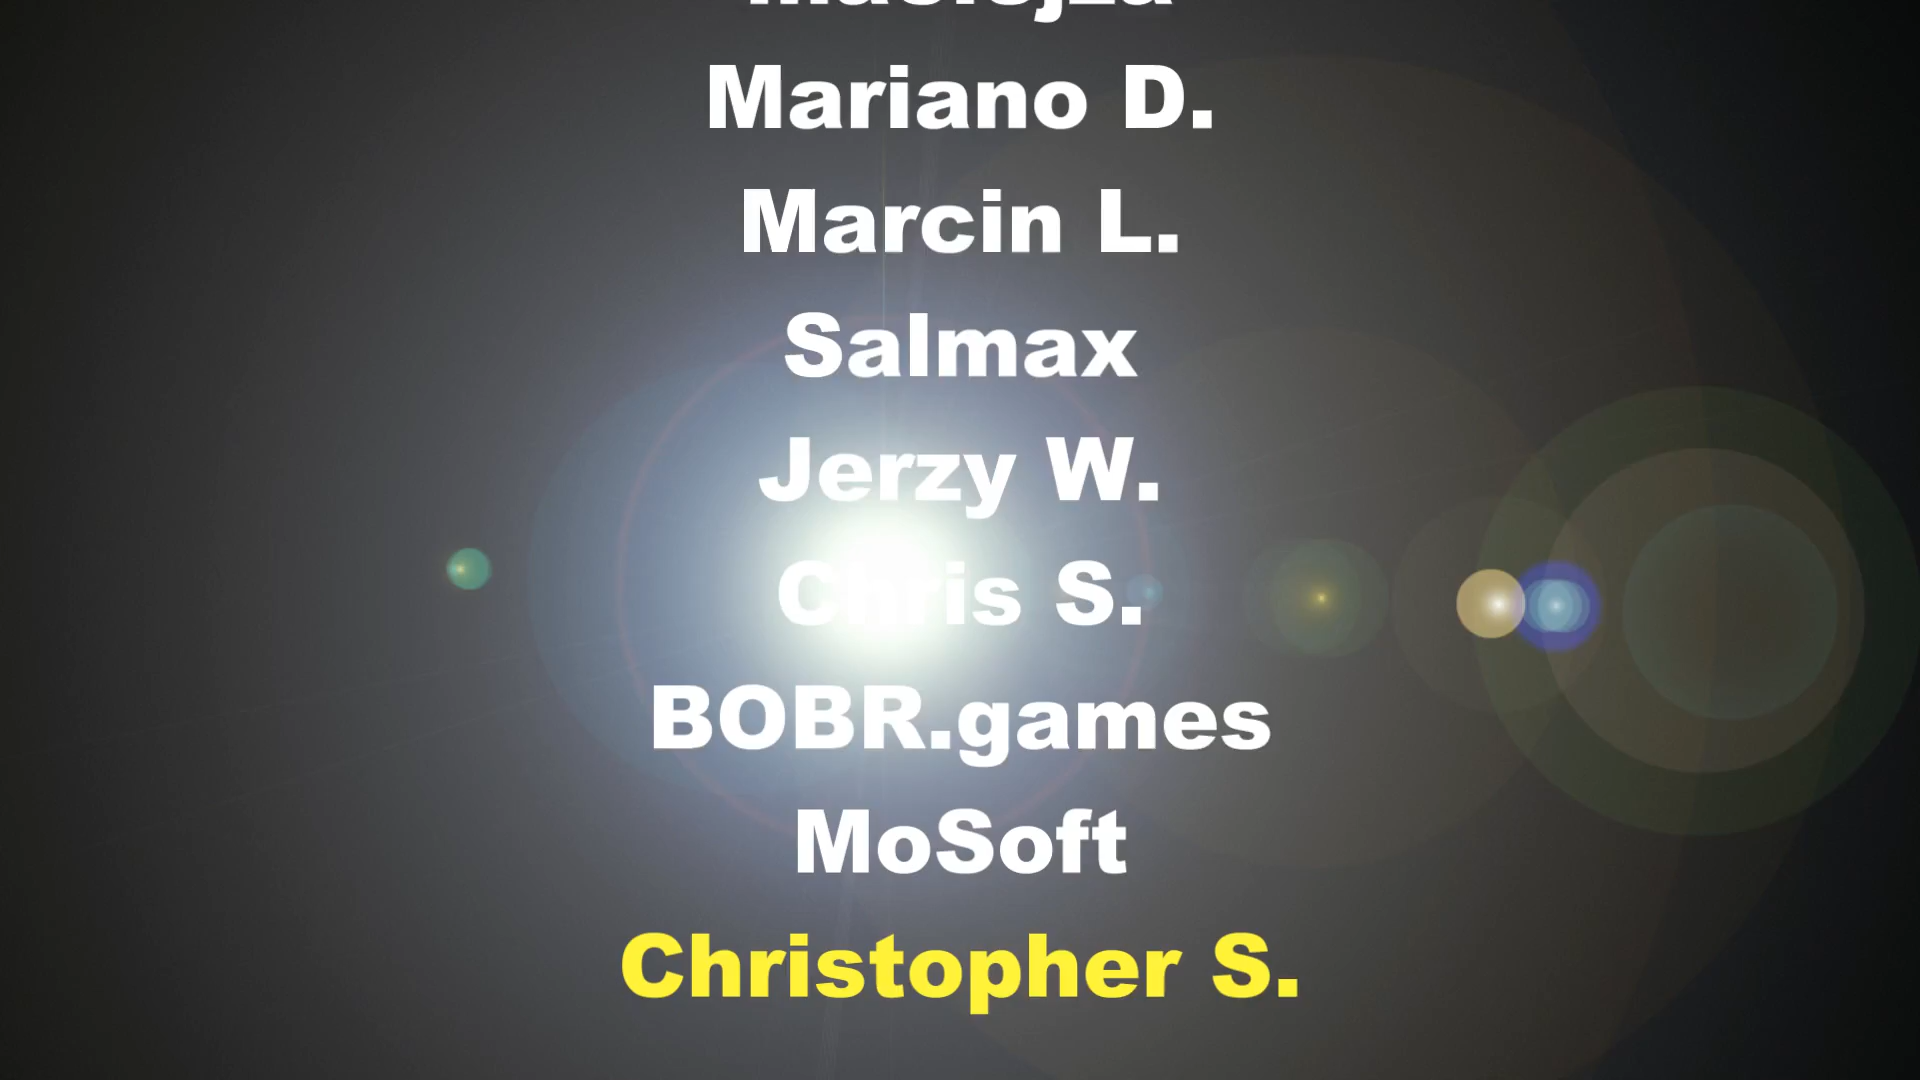 Mariano D.
Marcin L.
Salmax
Jerzy W.
Chris S.
BOBR.games
MoSoft
Christopher S.